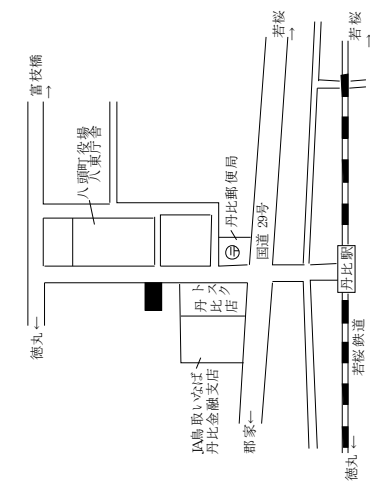 富枝橋
→
若桜
→
若桜
→
八頭町役場
八東庁舎
丹比郵便局
〒
国道 29号
丹比駅
トスク
丹比店
徳丸 ←
若桜鉄道
JA鳥取いなば
丹比金融支店
郡家 ←
徳丸 ←